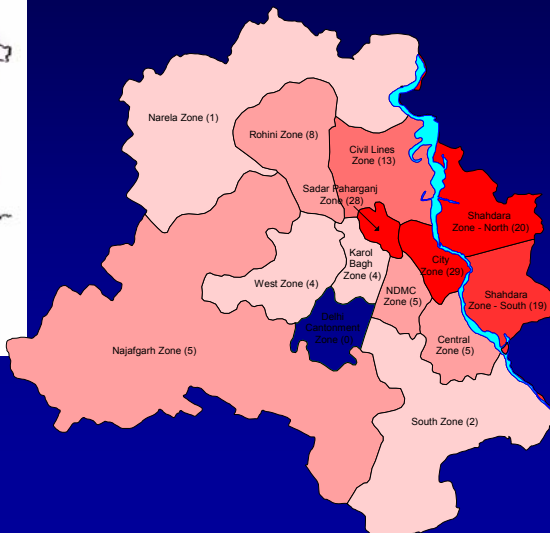 Narela Zone (1)
Rohini Zone (8)
Civil Lines
Zone (13)
Sadar Paharganj
Zone (28)
Shahdara
Zone - North (20)
Karol
Bagh
Zone (4)
City
Zone (29)
West Zone (4)
NDMC
Zone (5)
Shahdara
Zone - South (19)
Delhi
Cantonment
Zone (0)
Najafgarh Zone (5)
Central
Zone (5)
South Zone (2)